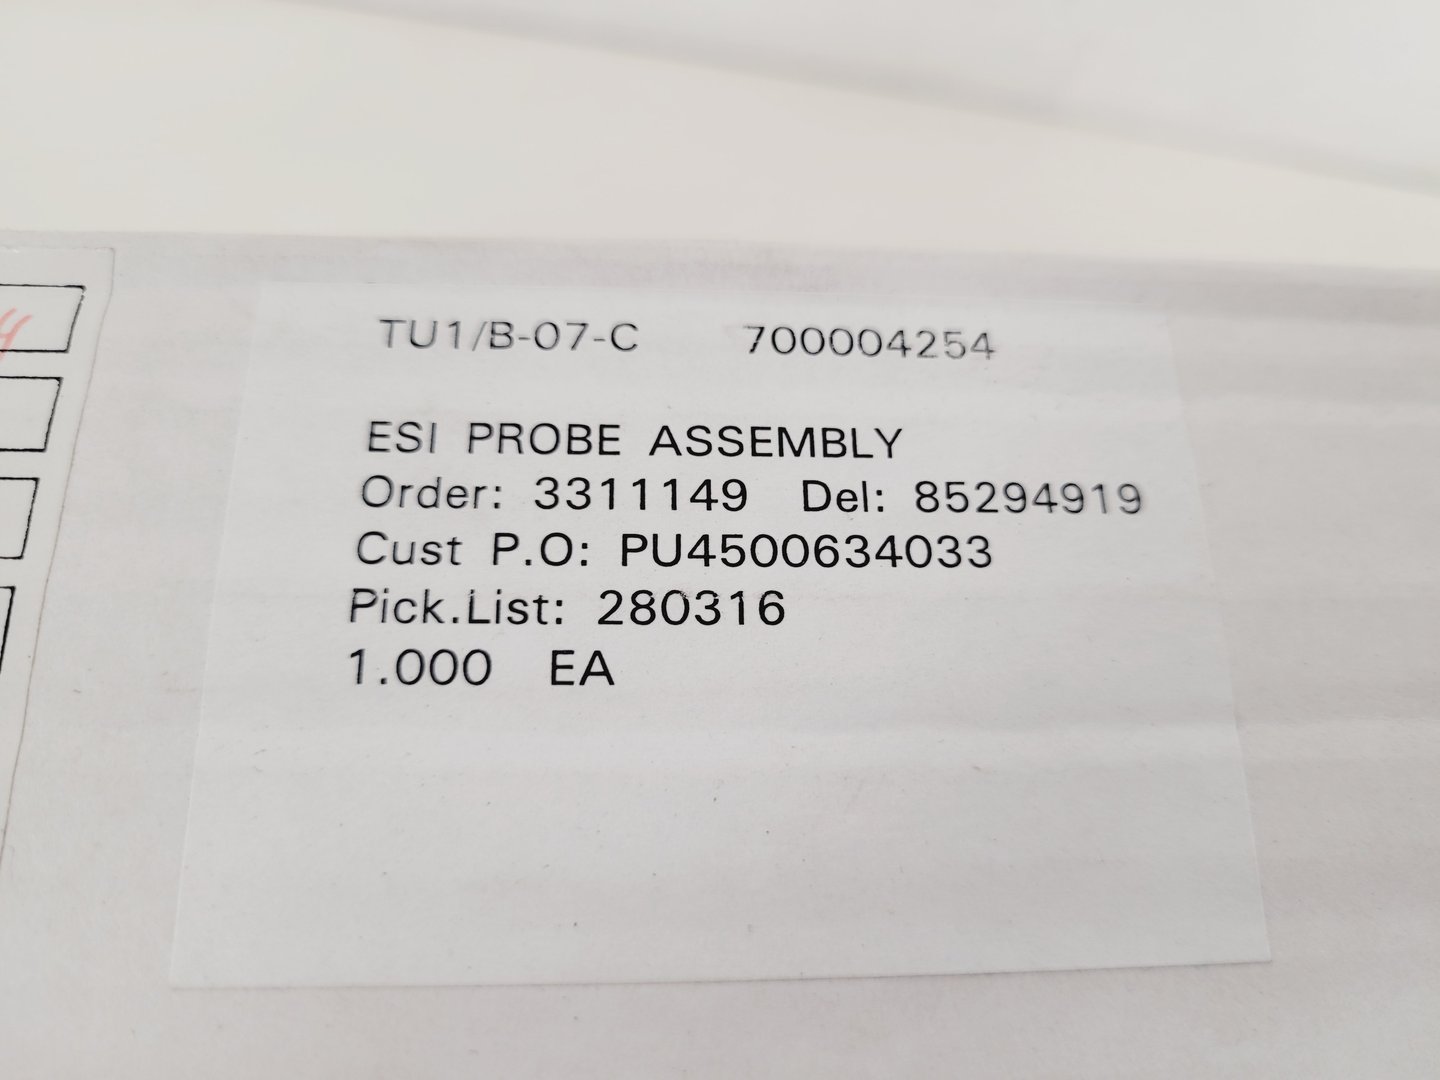 TU1/B-07-C 700004254
ESI PROBE ASSEMBLY
Order: 3311149 Del: 85294919
Cust P.O: PU4500634033
Pick.List: 280316
1.000 EA